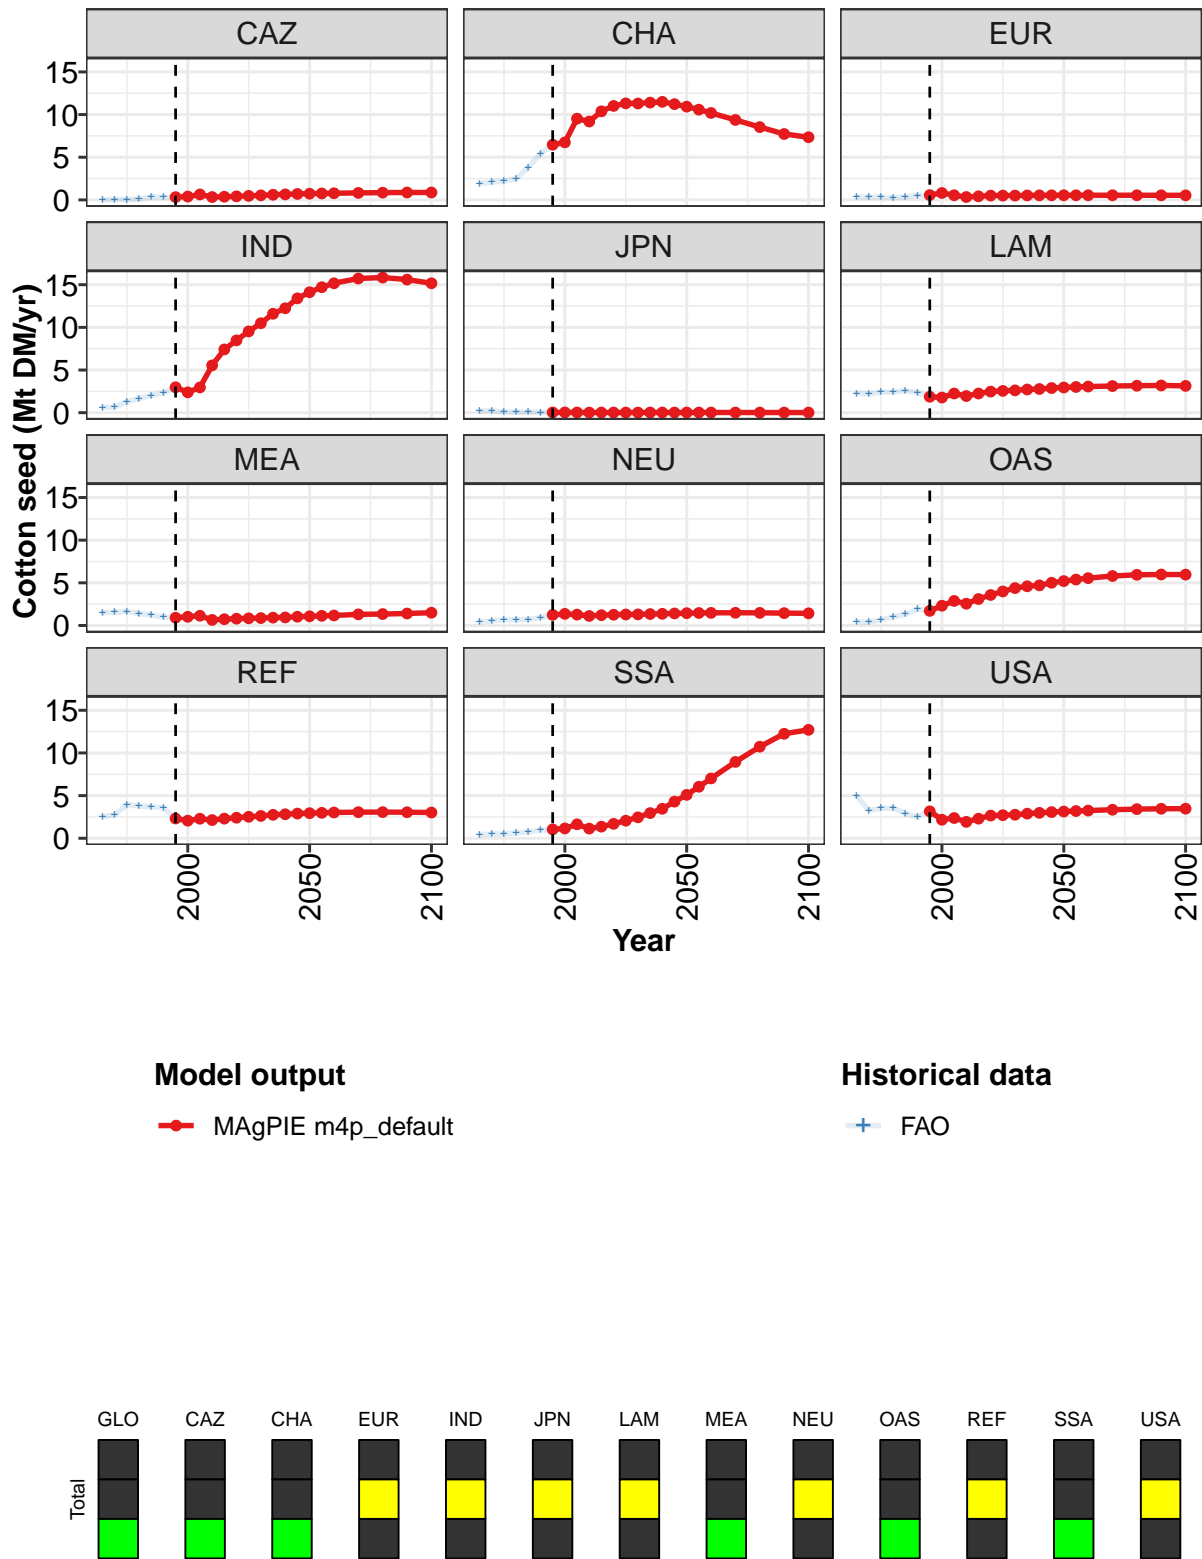 CAZ CHA EUR
15
10
5
0
IND JPN LAM
15
10
5
0
MEA NEU OAS
15
10
5
0
REF SSA USA
15
10
5
0
Cotton seed (Mt DM/yr)
2000 2050 2100 2000 2050 2100 2000 2050 2100
Year
Model output Historical data
MAgPIE m4p_default FAO
GLO CAZ CHA EUR IND JPN LAM MEA NEU OAS REF SSA USA
Total